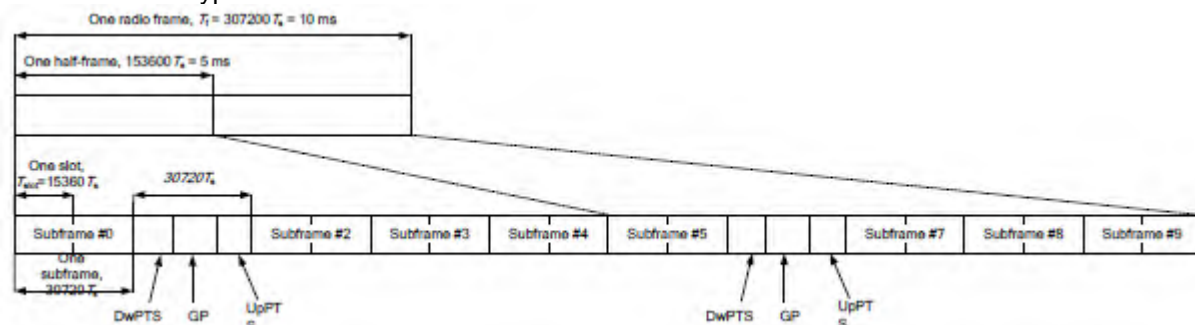 One radio frame, Tf = 307200 Ts = 10 ms
One half-frame, 153600 Ts = 5 ms
One slot,
Tslot=15360 Ts
30720Ts
Subframe #0
Subframe #2
Subframe #3
Subframe #4
Subframe #5
Subframe #7
Subframe #8
Subframe #9
One
subframe,
30720 Ts
DwPTS
GP
UpPT
S
DwPTS
GP
UpPT
S